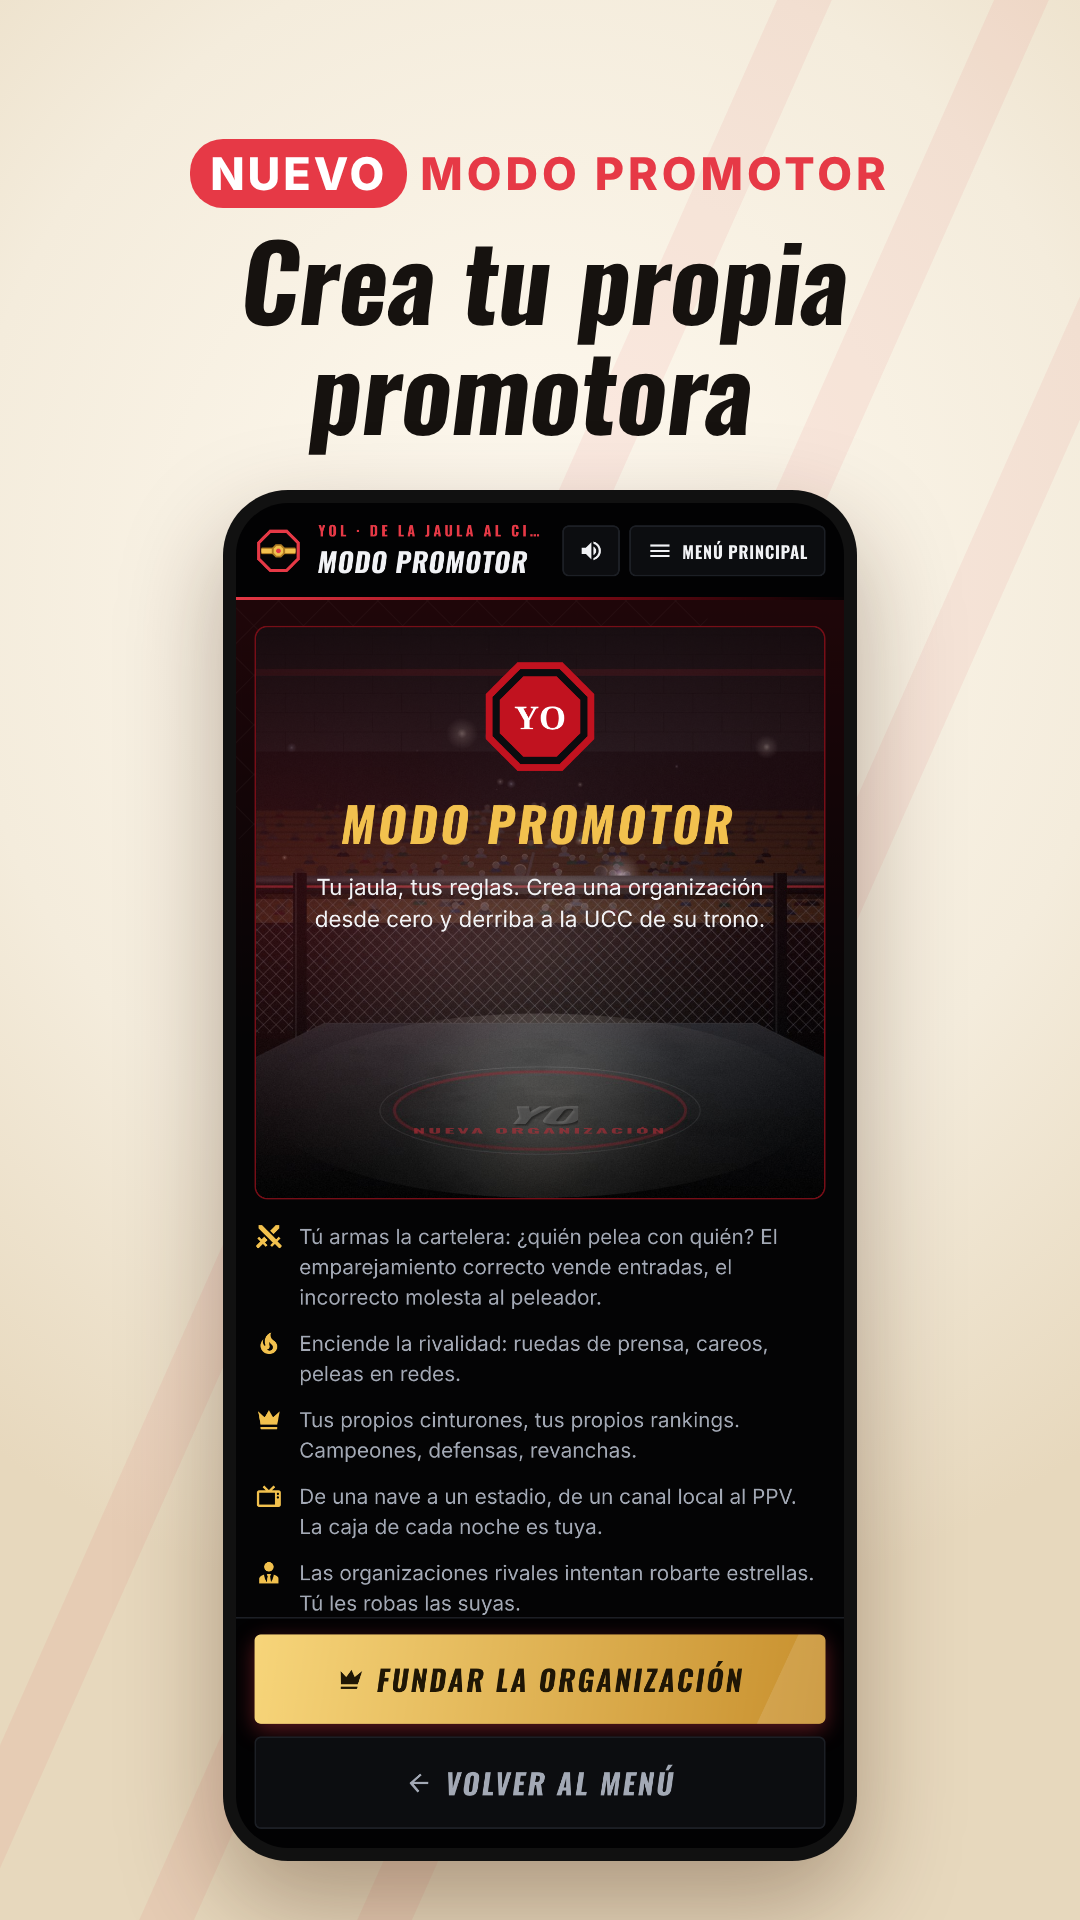 NUEVO MODO PROMOTOR
Crea tu propia
promotora
YOL · DE LA JAULA AL CI...
MODO PROMOTOR
MENÚ PRINCIPAL
YO
MODO PROMOTOR
Tu jaula, tus reglas. Crea una organización
desde cero y derriba a la UCC de su trono.
YO
NUEVA ORGANIZACIÓN
Tú armas la cartelera: ¿quién pelea con quién? El
emparejamiento correcto vende entradas, el
incorrecto molesta al peleador.
Enciende la rivalidad: ruedas de prensa, careos,
peleas en redes.
Tus propios cinturones, tus propios rankings.
Campeones, defensas, revanchas.
De una nave a un estadio, de un canal local al PPV.
La caja de cada noche es tuya.
Las organizaciones rivales intentan robarte estrellas.
Tú les robas las suyas.
FUNDAR LA ORGANIZACIÓN
VOLVER AL MENÚ